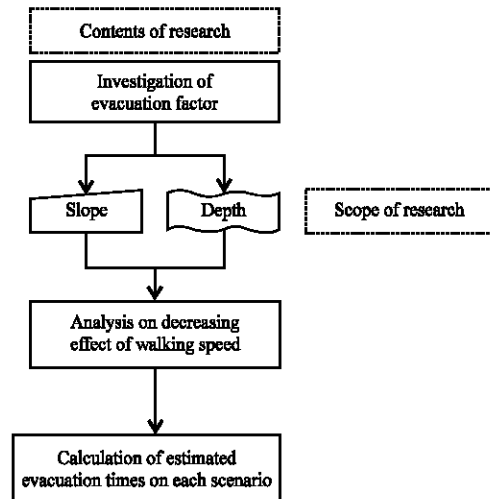 Contents of research
Investigation of
evacuation factor
Slope
Depth
Scope of research
Analysis on decreasing
effect of walking speed
Calculation of estimated
evacuation times on each scenario